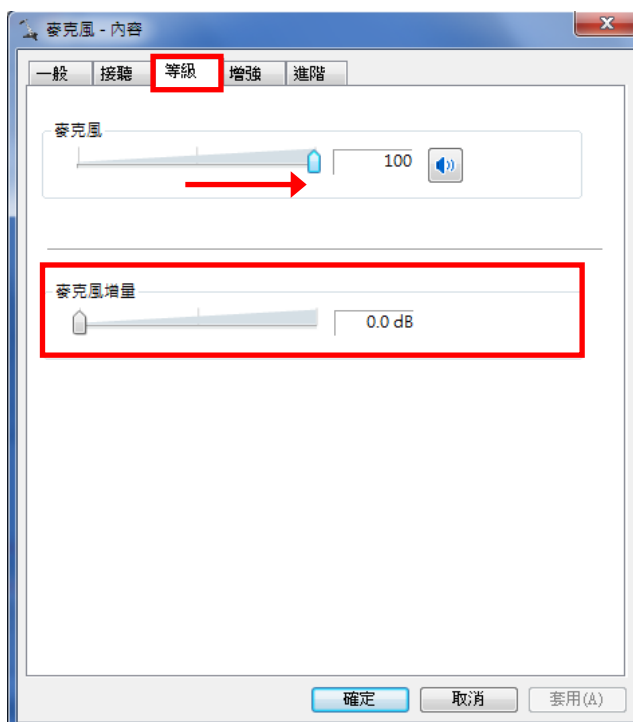 麥克風 - 內容
一般 接聽 等級 增強 進階
麥克風
100
麥克風增量
0.0 dB
確定 取消 套用(A)